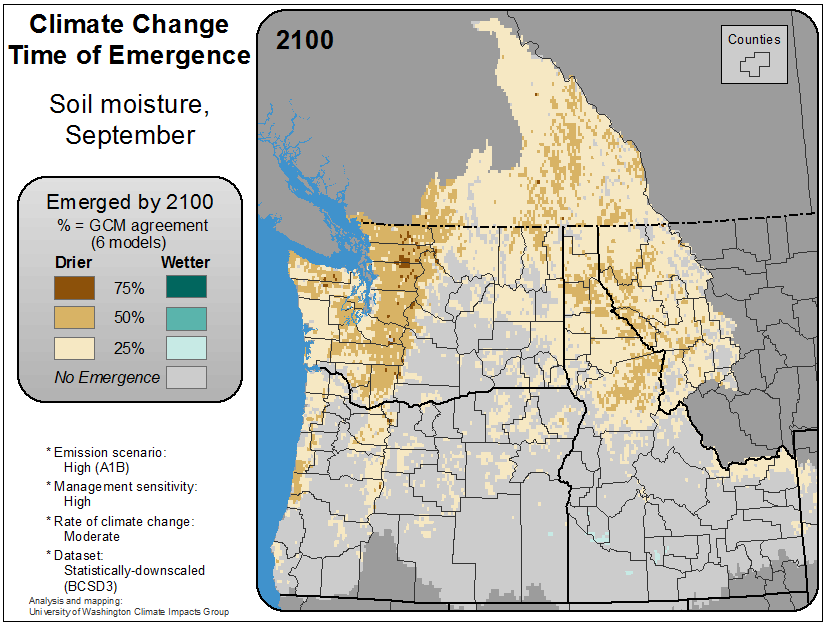 Climate Change
Time of Emergence
Soil moisture,
September
Emerged by 2100
% = GCM agreement
(6 models)
Drier
Wetter
75%
50%
25%
No Emergence
* Emission scenario:
High (A1B)
* Management sensitivity:
High
* Rate of climate change:
Moderate
* Dataset:
Statistically-downscaled
(BCSD3)
Analysis and mapping:
University of Washington Climate Impacts Group
2100
Counties